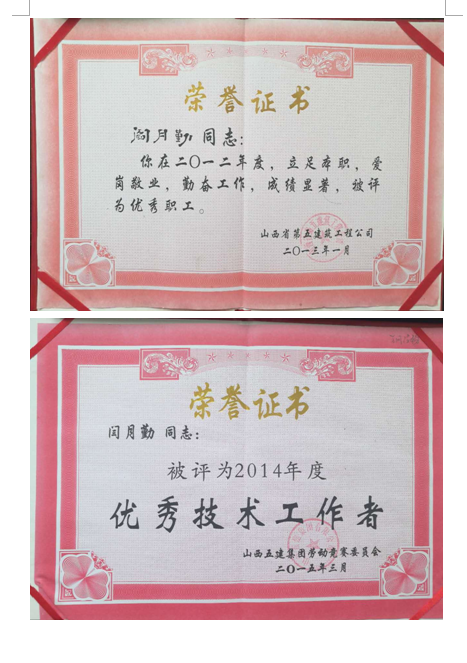 荣誉证书
月勤 同志:
你在二〇一二年度，立足本职，爱
岗敬业，勤奋工作，成绩显著，被评
为优秀职工。
山西省第五建筑工程公司
二〇一三年一月
荣誉证书
闫月勤 同志:
被评为2014年度
优秀技术工作者
山西五建集团劳动竞赛委员会
二〇一五年三月